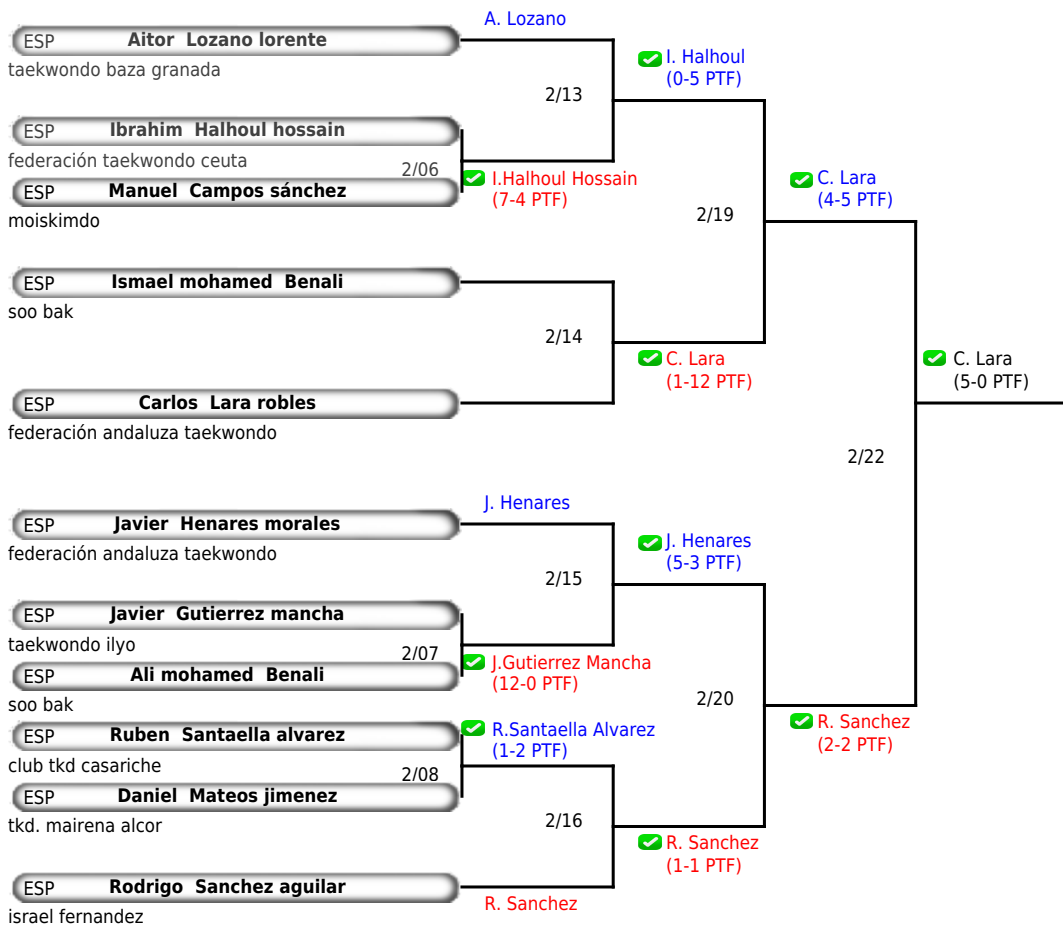 A. Lozano
ESP Aitor Lozano lorente
taekwondo baza granada
I. Halhoul
(0-5 PTF)
2/13
ESP Ibrahim Halhoul hossain
federación taekwondo ceuta
2/06
ESP Manuel Campos sánchez
moiskimdo
I.Halhoul Hossain
(7-4 PTF)
C. Lara
(4-5 PTF)
2/19
ESP Ismael mohamed Benali
soo bak
2/14
C. Lara
(1-12 PTF)
C. Lara
(5-0 PTF)
ESP Carlos Lara robles
federación andaluza taekwondo
2/22
J. Henares
ESP Javier Henares morales
federación andaluza taekwondo
J. Henares
(5-3 PTF)
2/15
ESP Javier Gutierrez mancha
taekwondo ilyo
2/07
ESP Ali mohamed Benali
soo bak
J.Gutierrez Mancha
(12-0 PTF)
2/20
R. Sanchez
(2-2 PTF)
ESP Ruben Santaella alvarez
club tkd casariche
R.Santaella Alvarez
(1-2 PTF)
2/08
ESP Daniel Mateos jimenez
tkd. mairena alcor
2/16
R. Sanchez
(1-1 PTF)
ESP Rodrigo Sanchez aguilar
israel fernandez
R. Sanchez